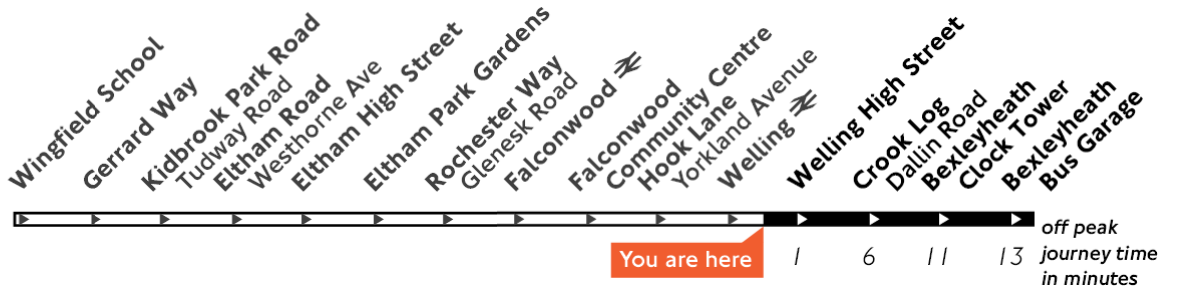 Wingfield School
Gerrard Way
Kidbrook Park Road
Tudway Road
Eltham Road
Westhorne Ave
Eltham High Street
Eltham Park Gardens
Rochester Way
Glenesk Road
Falconwood
Falconwood
Community Centre
Hook Lane
Yorkland Avenue
Welling
Welling High Street
Crook Log
Dallin Road
Bexleyheath
Clock Tower
Bexleyheath
Bus Garage
You are here
1 6 11 13
off peak
journey time
in minutes